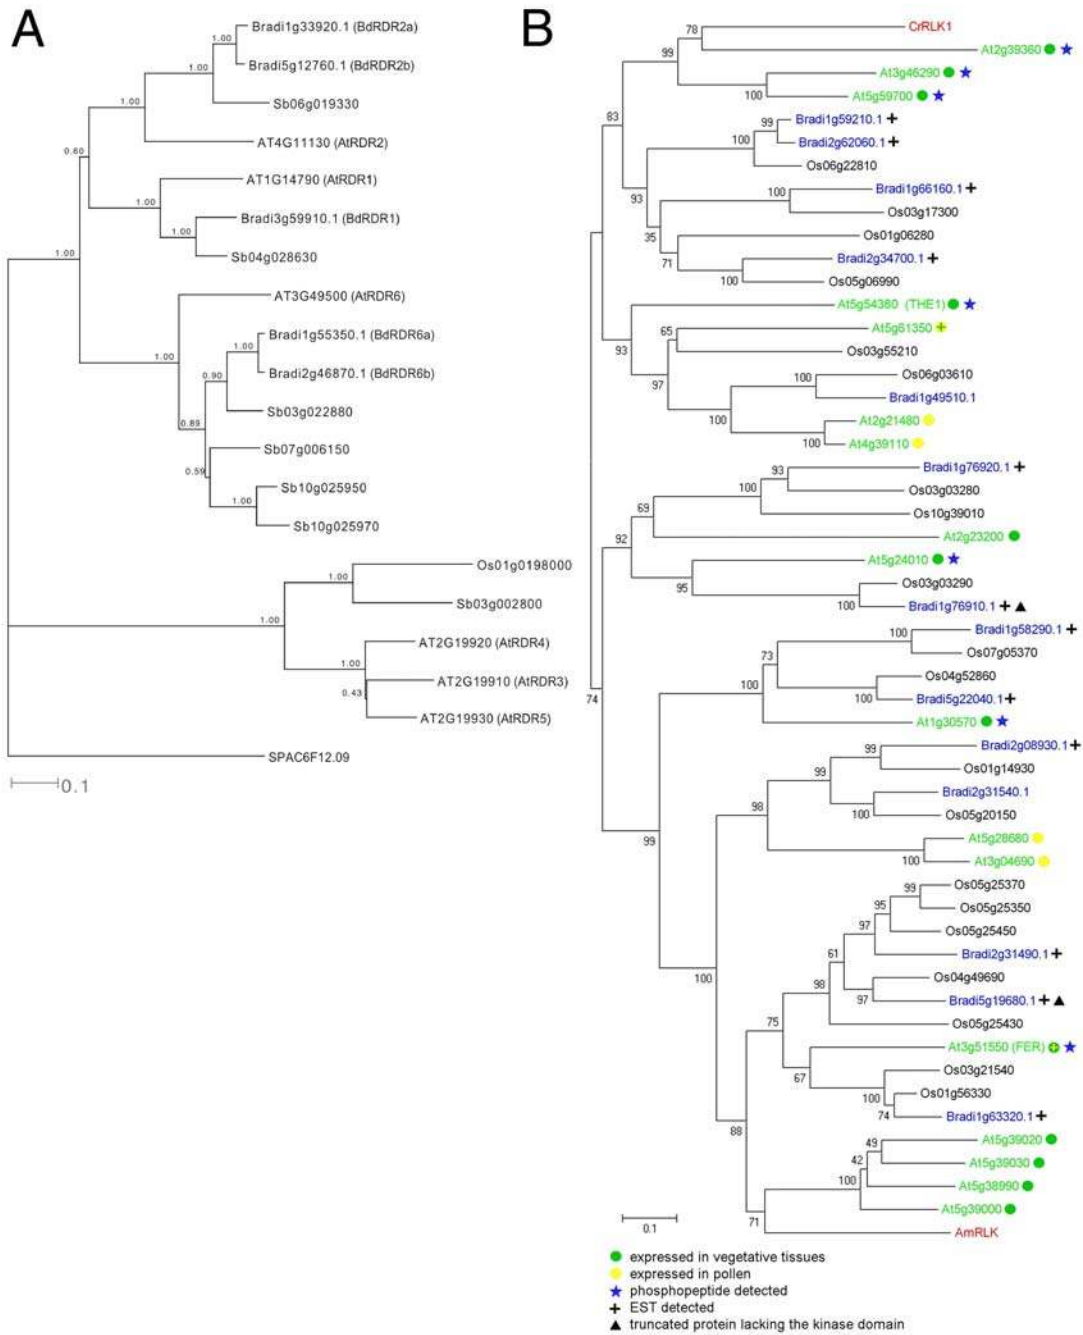 A
Bradi1g33920.1 (BdRDR2a)
1.00
Bradi5g12760.1 (BdRDR2b)
1.00
Sb06g019330
1.00
AT4G11130 (AtRDR2)
0.60
AT1G14790 (AtRDR1)
1.00
Bradi3g59910.1 (BdRDR1)
1.00
Sb04g028630
1.00
AT3G49500 (AtRDR6)
Bradi1g55350.1 (BdRDR6a)
1.00
1.00
Bradi2g46870.1 (BdRDR6b)
0.90
Sb03g022880
0.89
Sb07g006150
0.59
Sb10g025950
1.00
Sb10g025970
Os01g0198000
1.00
Sb03g002800
1.00
AT2G19920 (AtRDR4)
1.00
AT2G19910 (AtRDR3)
0.43
AT2G19930 (AtRDR5)
SPAC6F12.09
0.1
B
CrRLK1
78
At2g39360
99
At3g46290
100
At5g59700
83
Bradi1g59210.1
99
Bradi2g62060.1
100
Os06g22810
93
Bradi1g66160.1
100
Os03g17300
35
Os01g06280
71
Bradi2g34700.1
100
Os05g06990
At5g54380 (THE1)
93
At5g61350
65
Os03g55210
97
Os06g03610
100
Bradi1g49510.1
100
At2g21480
100
At4g39110
Bradi1g76920.1
93
Os03g03280
100
Os10g39010
69
At2g23200
92
At5g24010
95
Os03g03290
100
Bradi1g76910.1
Bradi1g58290.1
100
Os07g05370
73
Os04g52860
100
Bradi5g22040.1
100
At1g30570
74
Bradi2g08930.1
99
Os01g14930
99
Bradi2g31540.1
100
Os05g20150
98
At5g28680
100
At3g04690
99
Os05g25370
99
Os05g25350
95
Os05g25450
97
Bradi2g31490.1
61
Os04g49690
97
Bradi5g19680.1
98
Os05g25430
100
75
At3g51550 (FER)
67
Os03g21540
100
Os01g56330
74
Bradi1g63320.1
88
At5g39020
49
At5g39030
42
At5g38990
100
At5g39000
71
AmRLK
0.1
expressed in vegetative tissues
expressed in pollen
phosphopeptide detected
EST detected
truncated protein lacking the kinase domain